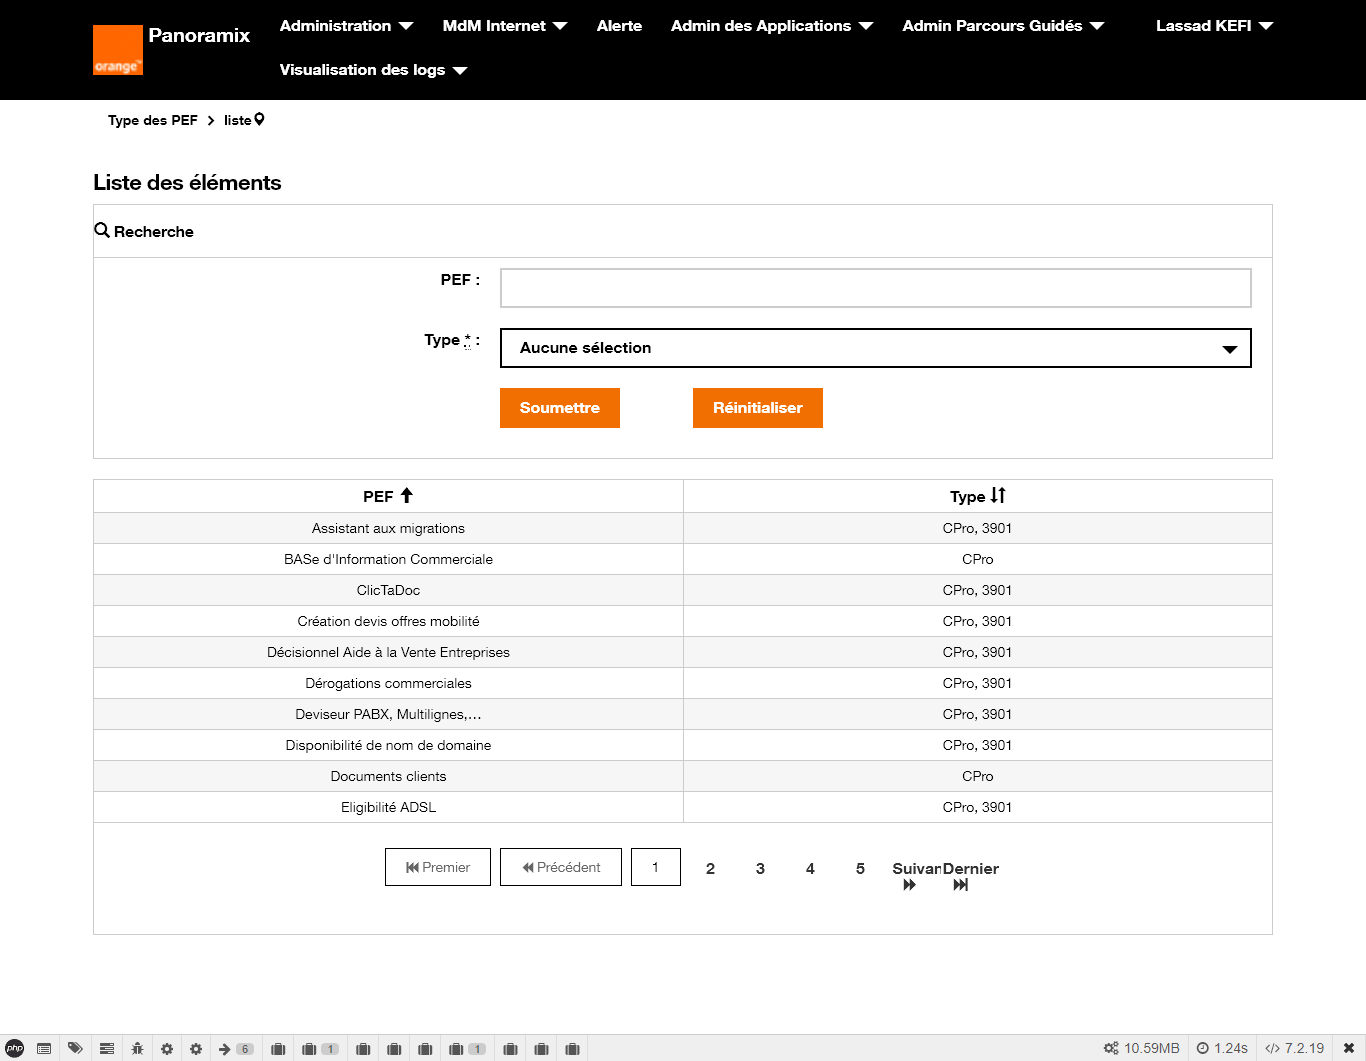 orange™ Panoramix Administration MdM Internet Alerte Admin des Applications Admin Parcours Guidés Lassad KEFI
Visualisation des logs
Type des PEF liste
Liste des éléments
Recherche
PEF :
Type * :
Aucune sélection
Soumettre Réinitialiser
PEF Type
Assistant aux migrations CPro, 3901
BASe d'Information Commerciale CPro
ClicTaDoc CPro, 3901
Création devis offres mobilité CPro, 3901
Décisionnel Aide à la Vente Entreprises CPro, 3901
Dérogations commerciales CPro, 3901
Deviseur PABX, Multilignes,... CPro, 3901
Disponibilité de nom de domaine CPro, 3901
Documents clients CPro
Eligibilité ADSL CPro, 3901
Premier Précédent 1 2 3 4 5 Suivan Dernier
php 6 1 1 10.59MB 1.24s 7.2.19